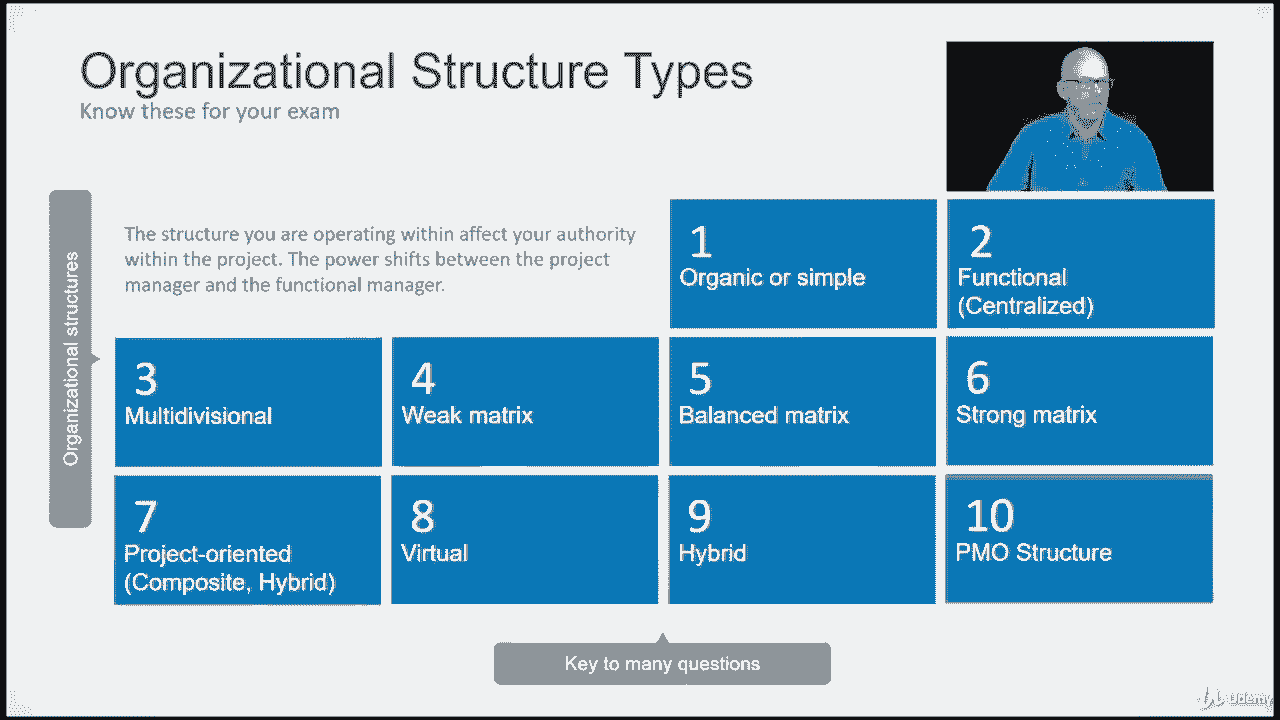 Organizational Structure Types
Know these for your exam
Organizational structures
The structure you are operating within affect your authority
within the project. The power shifts between the project
manager and the functional manager.
1
Organic or simple
2
Functional
(Centralized)
3
Multidivisional
4
Weak matrix
5
Balanced matrix
6
Strong matrix
7
Project-oriented
(Composite, Hybrid)
8
Virtual
9
Hybrid
10
PMO Structure
Key to many questions
Udemy